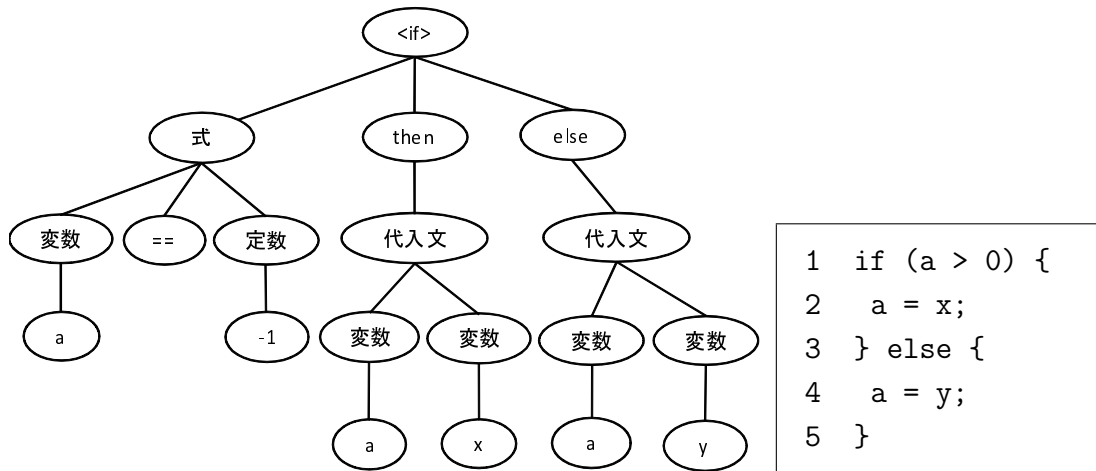 <if>
式 then else
変数 == 定数 代入文 代入文
a -1 変数 変数 変数 変数
a x a y
1 if (a > 0) {
2 a = x;
3 } else {
4 a = y;
5 }